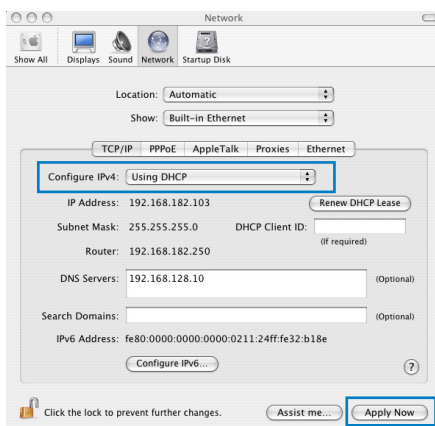 Network
Show All Displays Sound Network Startup Disk
Location: Automatic
Show: Built-in Ethernet
TCP/IP PPPoE AppleTalk Proxies Ethernet
Configure IPv4: Using DHCP
IP Address: 192.168.182.103 Renew DHCP Lease
Subnet Mask: 255.255.255.0 DHCP Client ID:
(If required)
Router: 192.168.182.250
DNS Servers: 192.168.128.10 (Optional)
Search Domains: (Optional)
IPv6 Address: fe80:0000:0000:0000:0211:24ff:fe32:b18e
Configure IPv6...
?
Click the lock to prevent further changes. Assist me... Apply Now